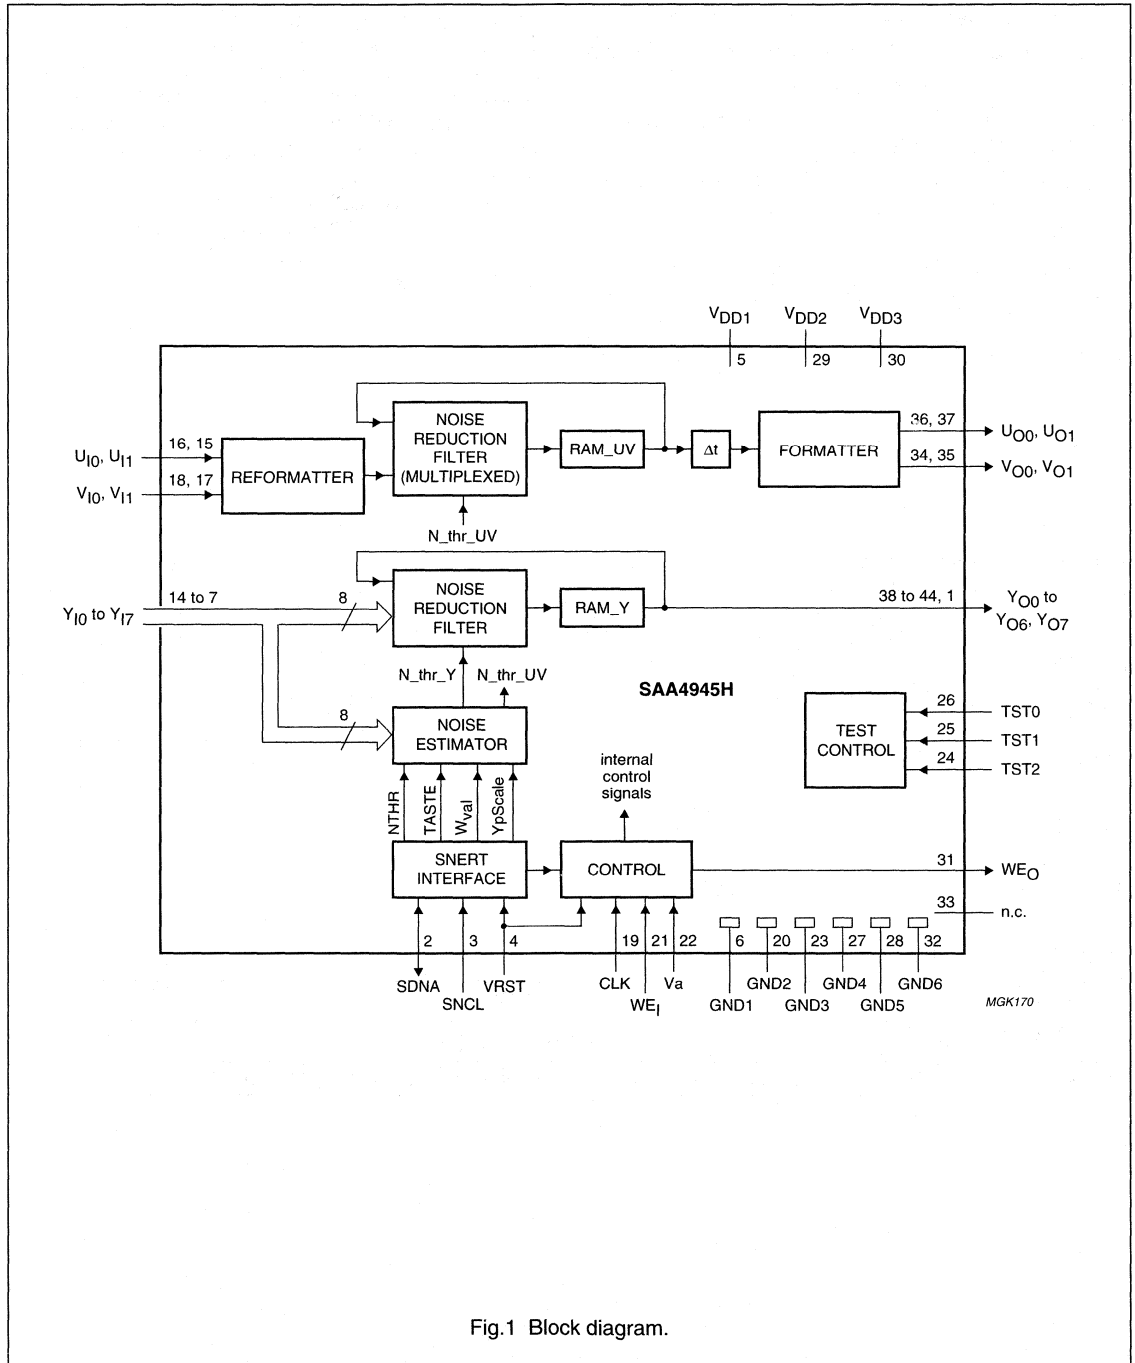 VDD1 VDD2 VDD3
5 29 30
UI0, UI1
16, 15
VI0, VI1
18, 17
REFORMATTER
NOISE
REDUCTION
FILTER
(MULTIPLEXED)
N_thr_UV
RAM_UV
Δt
FORMATTER
36, 37
UO0, UO1
34, 35
VO0, VO1
YI0 to YI7
14 to 7
8
NOISE
REDUCTION
FILTER
RAM_Y
38 to 44, 1
YO0 to
YO6, YO7
N_thr_Y N_thr_UV
SAA4945H
8
NOISE
ESTIMATOR
TEST
CONTROL
26
TST0
25
TST1
24
TST2
internal
control
signals
NTHR
TASTE
Wval
YpScale
SNERT
INTERFACE
CONTROL
31
WEO
33
n.c.
2 3 4 19 21 22 6 20 23 27 28 32
SDNA
SNCL
VRST
CLK
WEI
Va
GND1
GND2
GND3
GND4
GND5
GND6
MGK170
Fig.1 Block diagram.